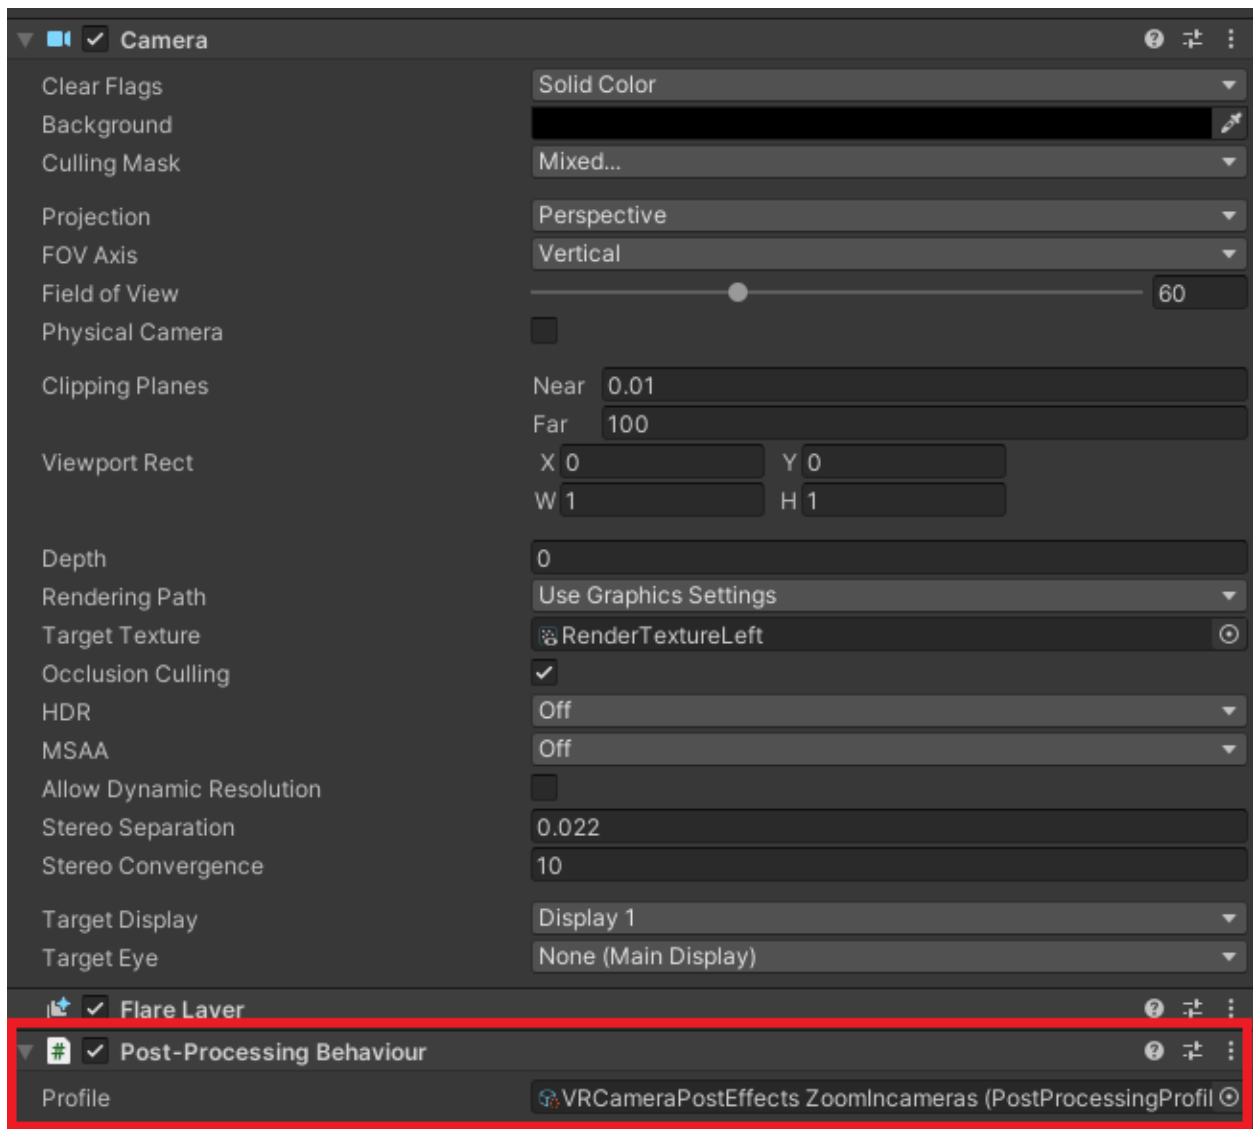 Camera
Clear Flags Solid Color
Background
Culling Mask Mixed...
Projection Perspective
FOV Axis Vertical
Field of View 60
Physical Camera
Clipping Planes Near 0.01
Far 100
Viewport Rect X 0 Y 0
W 1 H 1
Depth 0
Rendering Path Use Graphics Settings
Target Texture RenderTextureLeft
Occlusion Culling
HDR Off
MSAA Off
Allow Dynamic Resolution
Stereo Separation 0.022
Stereo Convergence 10
Target Display Display 1
Target Eye None (Main Display)
Flare Layer
# Post-Processing Behaviour
Profile VRCameraPostEffects ZoomIncameras (PostProcessingProfil